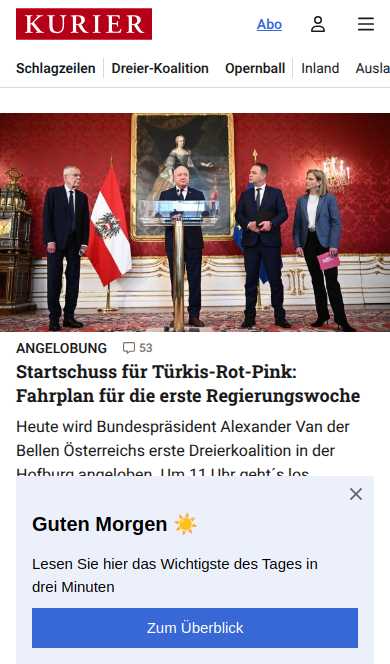 KURIER
Abo
Schlagzeilen
Dreier-Koalition
Opernball
Inland
Ausla
ANGELOBUNG
53
Startschuss für Türkis-Rot-Pink:
Fahrplan für die erste Regierungswoche
Heute wird Bundespräsident Alexander Van der
Bellen Österreichs erste Dreierkoalition in der
Hofburg angeloben. Um 11 Uhr geht´s los.
Guten Morgen ☀️
Lesen Sie hier das Wichtigste des Tages in
drei Minuten
Zum Überblick